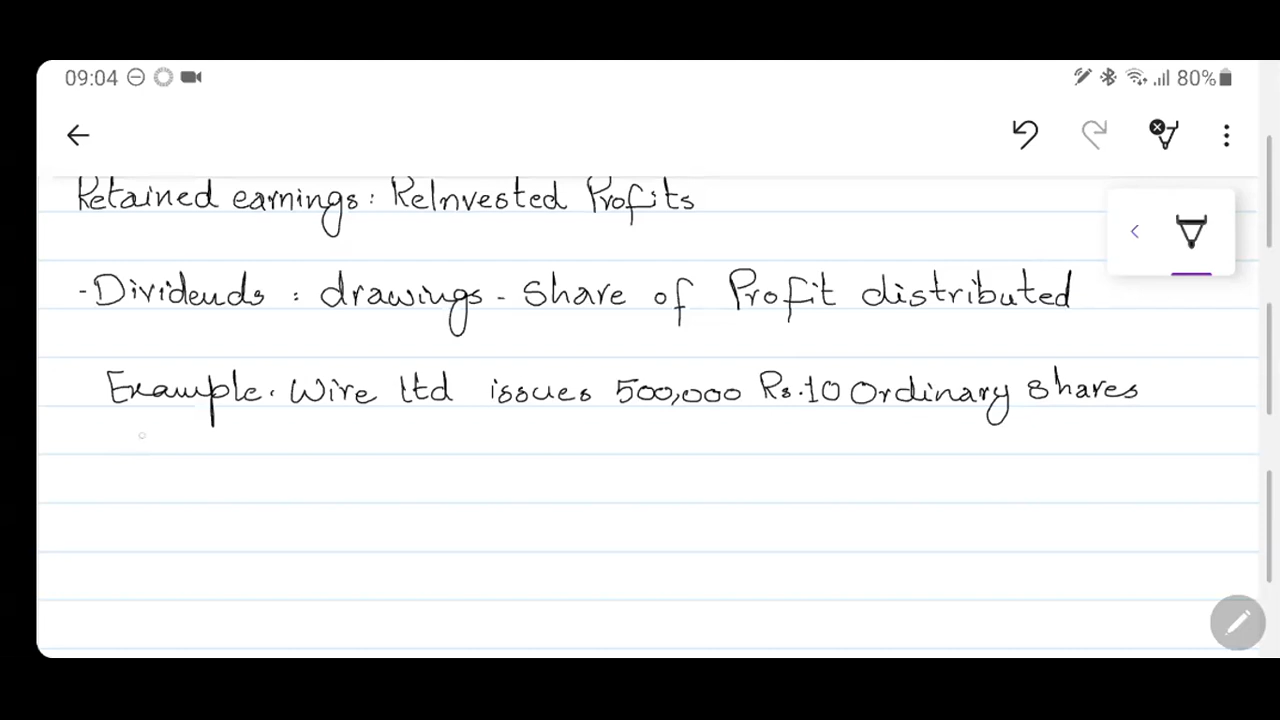 09:04 80%
Retained earnings: ReInvested Profits
-Dividends: drawings - Share of Profit distributed
Example. Wire ltd issues 500,000 Rs.10 Ordinary shares